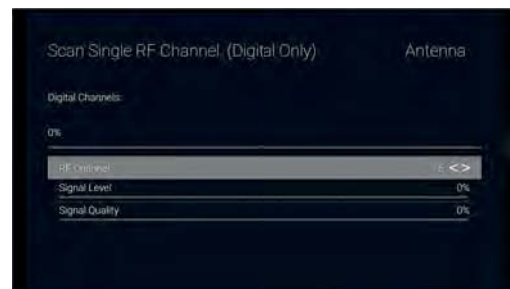 Scan Single RF Channel (Digital Only) Antenna
Digital Channels:
0%
RF Channel <>
Signal Level 0%
Signal Quality 0%